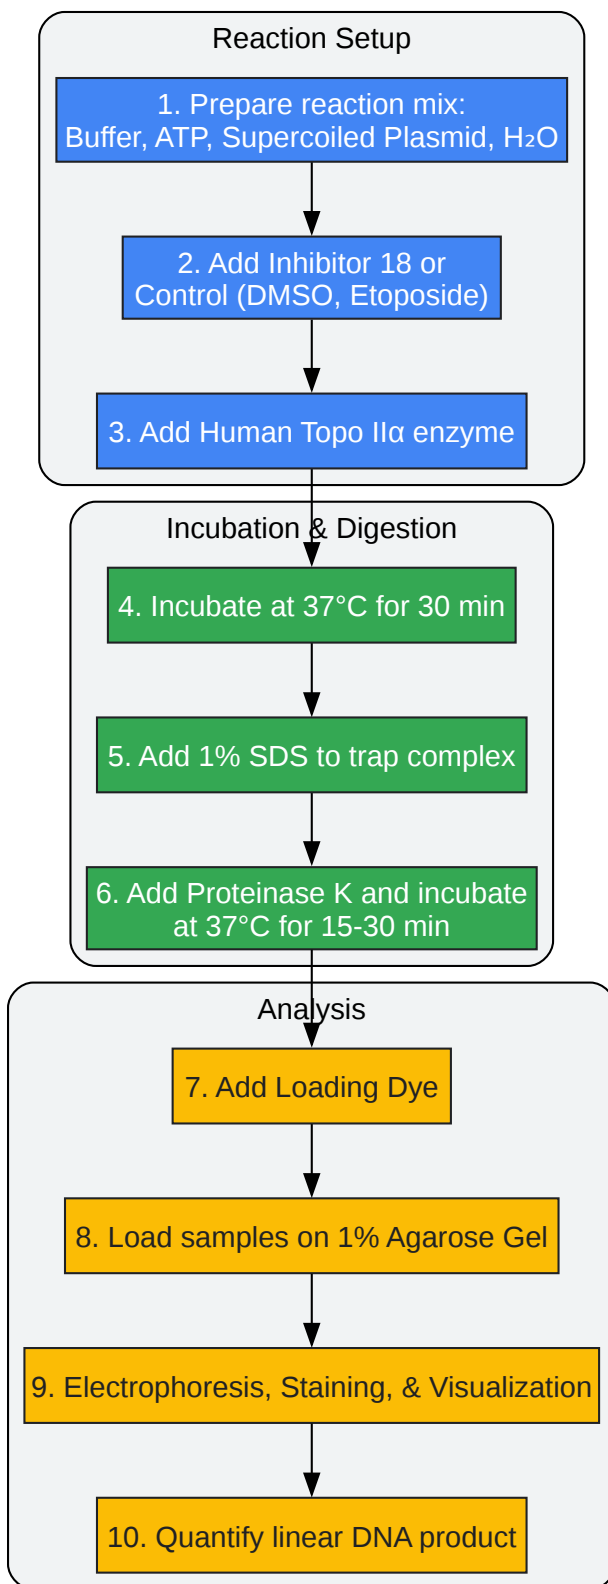 Reaction Setup
1. Prepare reaction mix:
Buffer, ATP, Supercoiled Plasmid, H₂O
2. Add Inhibitor 18 or
Control (DMSO, Etoposide)
3. Add Human Topo IIα enzyme
Incubation & Digestion
4. Incubate at 37°C for 30 min
5. Add 1% SDS to trap complex
6. Add Proteinase K and incubate
at 37°C for 15-30 min
Analysis
7. Add Loading Dye
8. Load samples on 1% Agarose Gel
9. Electrophoresis, Staining, & Visualization
10. Quantify linear DNA product